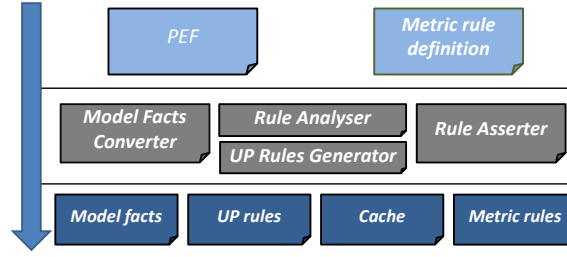 PEF
Metric rule
definition
Model Facts
Converter
Rule Analyser
UP Rules Generator
Rule Asserter
Model facts
UP rules
Cache
Metric rules